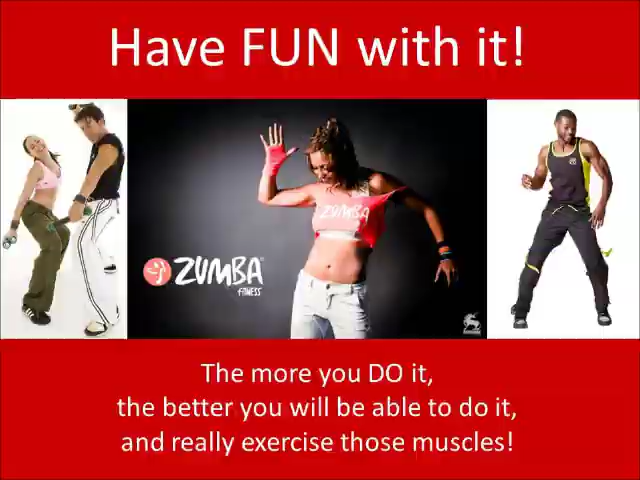 Have FUN with it!
ZUMBA
ZUMBA
FITNESS
The more you DO it,
the better you will be able to do it,
and really exercise those muscles!